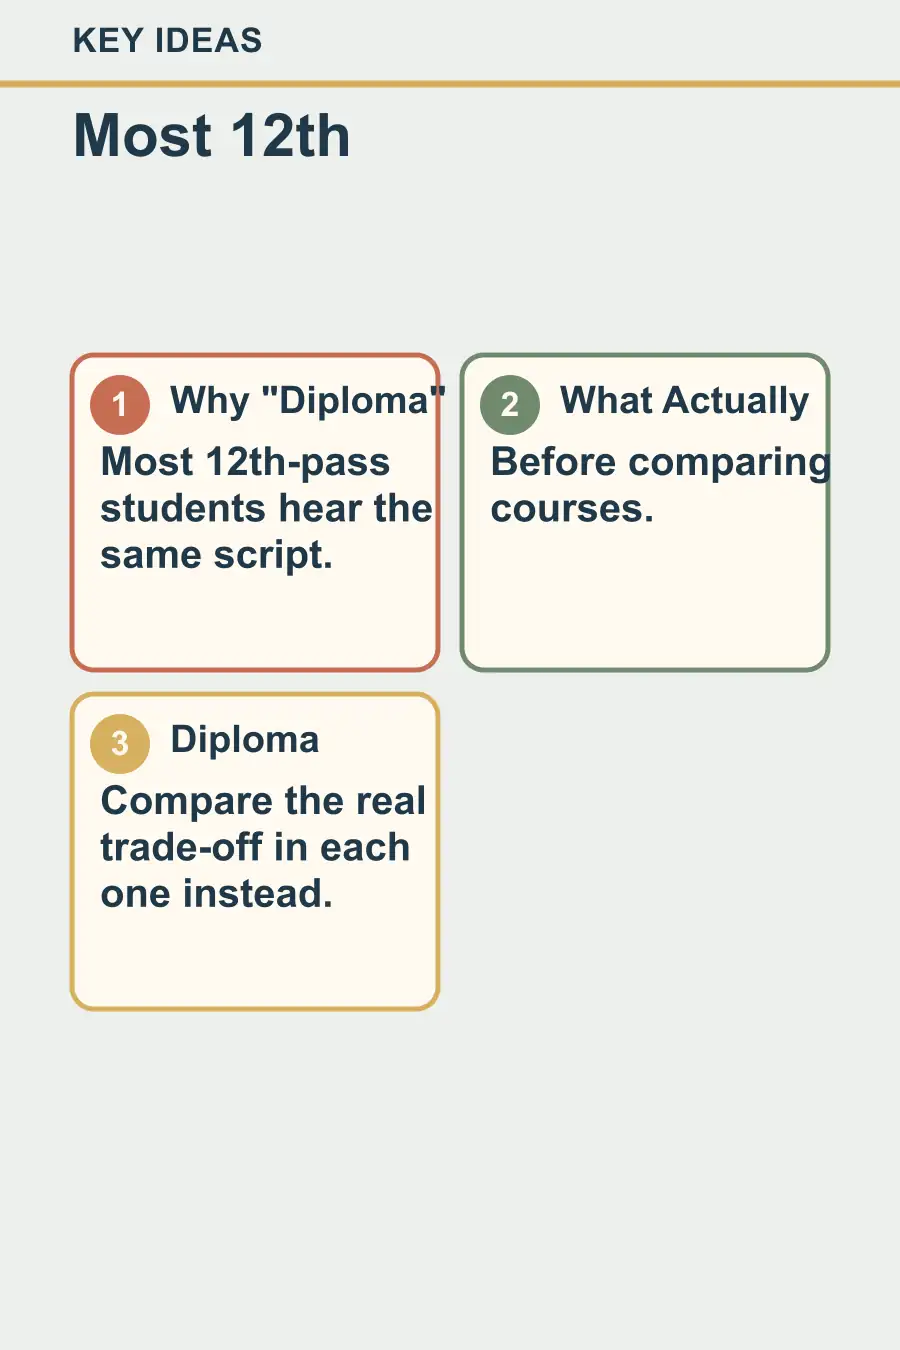 KEY IDEAS
Most 12th
1
Why "Diploma"
Most 12th-pass
students hear the
same script.
2
What Actually
Before comparing
courses.
3
Diploma
Compare the real
trade-off in each
one instead.